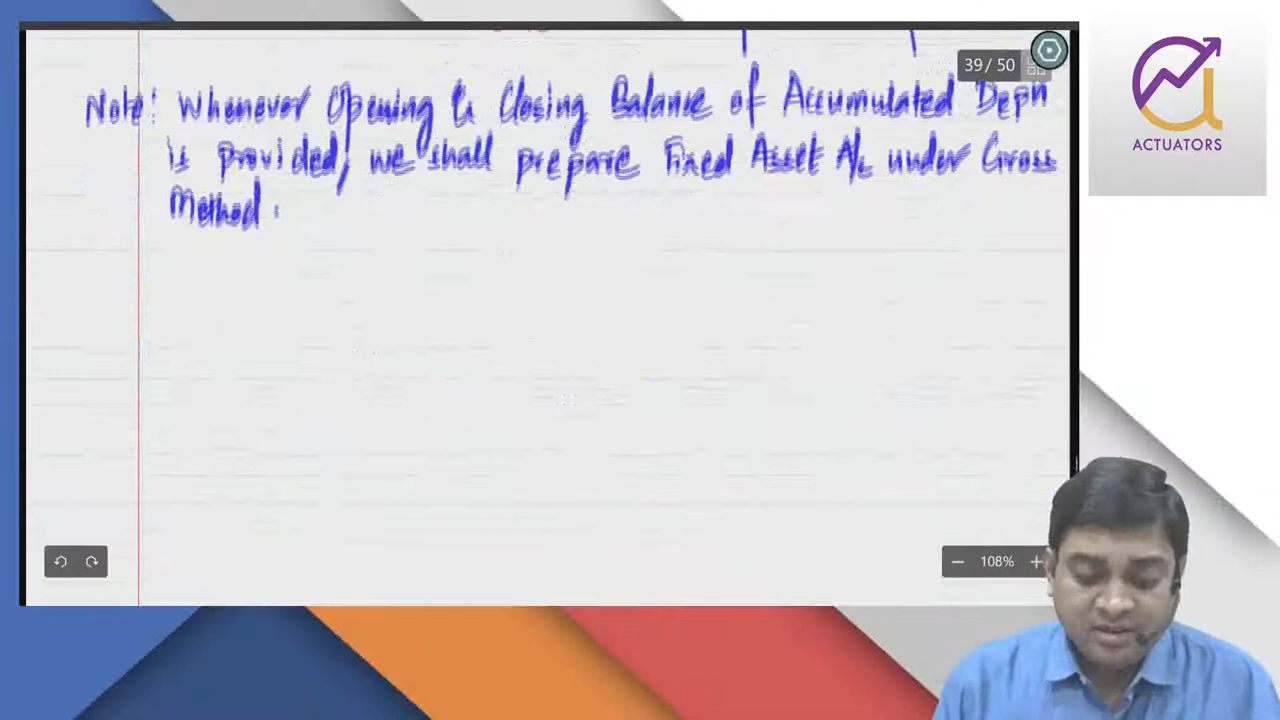 39 / 50
Note: Whenever Opening & Closing Balance of Accumulated Depn
is provided, we shall prepare Fixed Asset A/c under Gross
Method.
ACTUATORS
108%